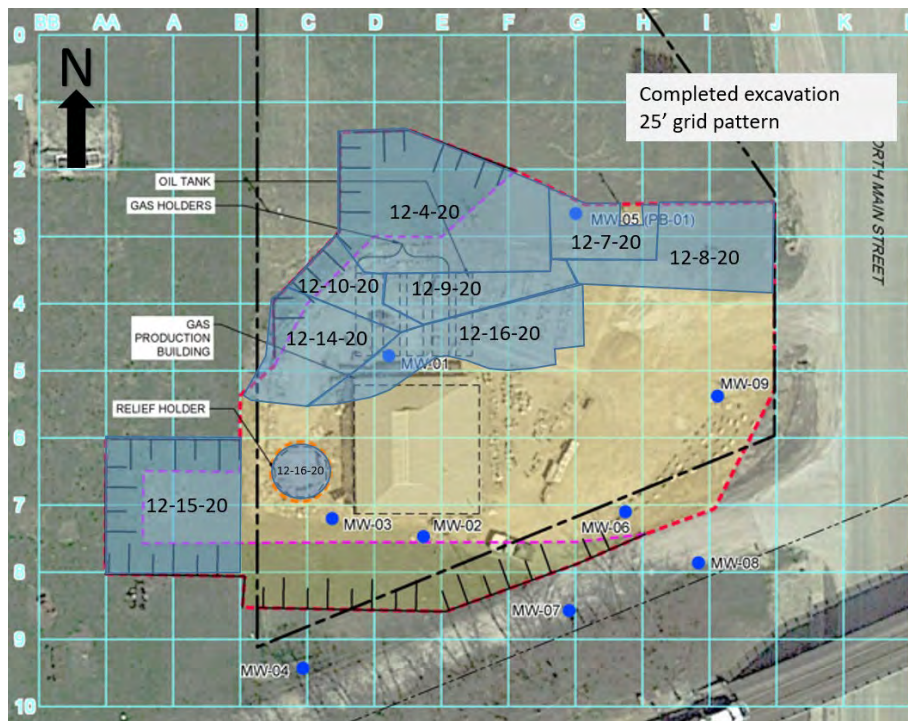 BB AA A B C D E F G H I J K L
0
N
Completed excavation
25' grid pattern
1
2
OIL TANK
GAS HOLDERS
12-4-20
MW-05 (PB-01)
NORTH MAIN STREET
3
12-7-20
12-8-20
12-10-20
12-9-20
4
GAS
PRODUCTION
BUILDING
12-14-20
12-16-20
MW-01
5
MW-09
RELIEF HOLDER
6
12-16-20
12-15-20
7
MW-03
MW-02
MW-06
8
MW-08
MW-07
9
MW-04
10